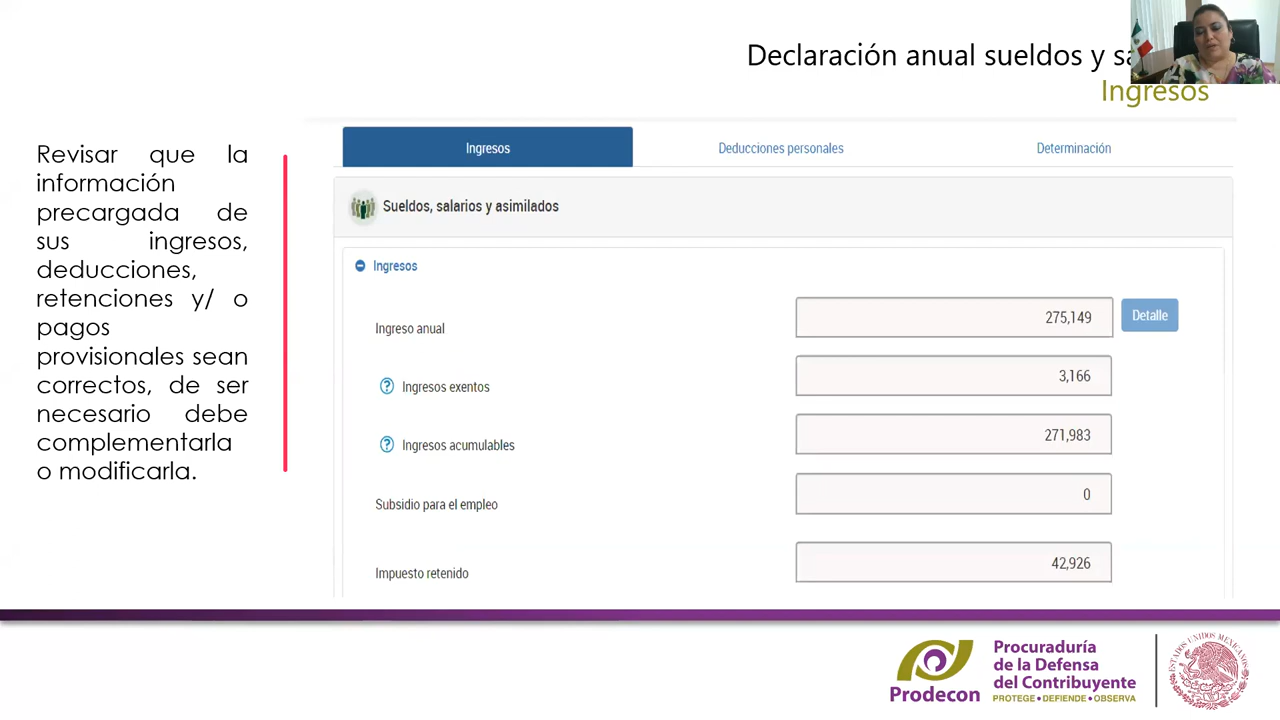 Declaración anual sueldos y
Ingresos
Revisar que la
información
precargada de
sus ingresos,
deducciones,
retenciones y/ o
pagos
provisionales sean
correctos, de ser
necesario debe
complementarla
o modificarla.
Ingresos
Deducciones personales
Determinación
Sueldos, salarios y asimilados
Ingresos
Ingreso anual
275,149
Detalle
? Ingresos exentos
3,166
? Ingresos acumulables
271,983
Subsidio para el empleo
0
Impuesto retenido
42,926
Prodecon
Procuraduría
de la Defensa
del Contribuyente
PROTEGE•DEFIENDE•OBSERVA
ESTADOS UNIDOS MEXICANOS